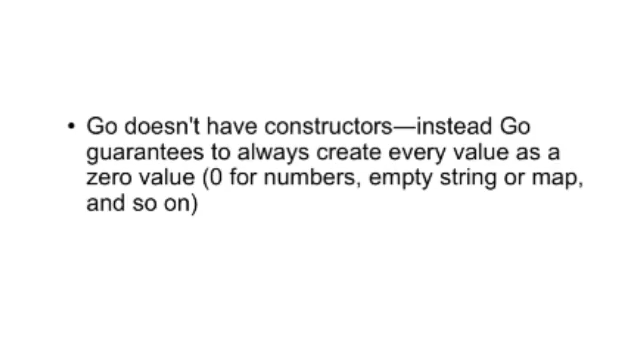 • Go doesn't have constructors—instead Go
guarantees to always create every value as a
zero value (0 for numbers, empty string or map,
and so on)